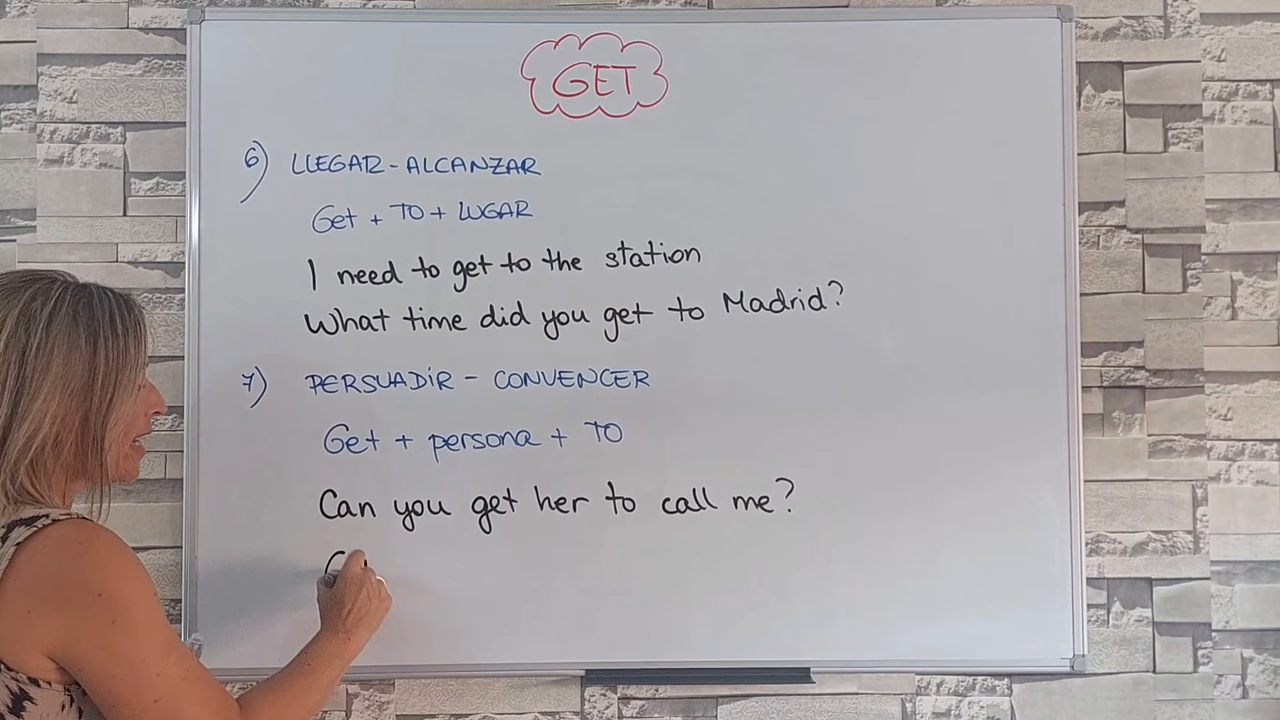 GET
6) LLEGAR - ALCANZAR
Get + TO + LUGAR
I need to get to the station
What time did you get to Madrid?
7) PERSUADIR - CONVENCER
Get + persona + TO
Can you get her to call me?